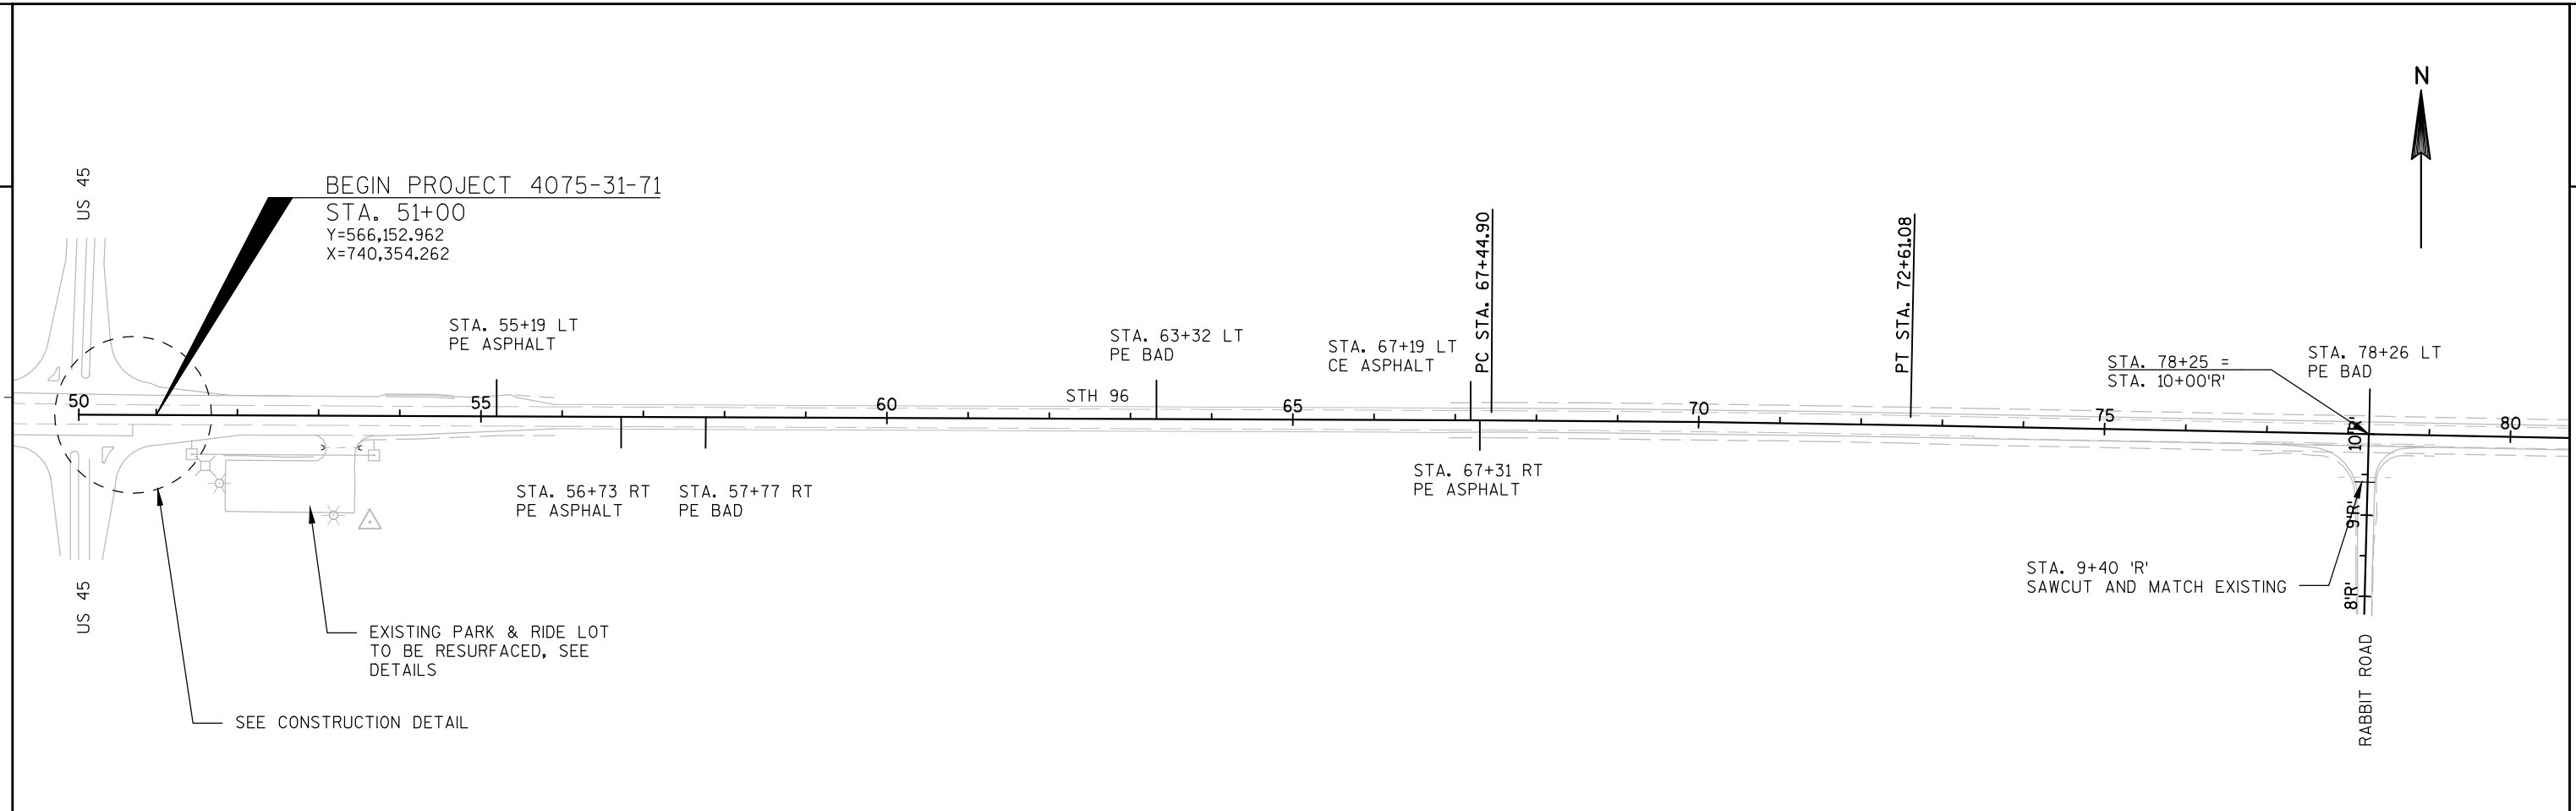 N
US 45
BEGIN PROJECT 4075-31-71
STA. 51+00
Y=566,152.962
X=740,354.262
STA. 55+19 LT
PE ASPHALT
STA. 63+32 LT
PE BAD
STA. 67+19 LT
CE ASPHALT
PC STA. 67+44.90
PT STA. 72+61.08
STA. 78+25 =
STA. 10+00'R'
STA. 78+26 LT
PE BAD
STH 96
50
55
60
65
70
75
80
10'R'
9'R'
8'R'
STA. 56+73 RT
PE ASPHALT
STA. 57+77 RT
PE BAD
STA. 67+31 RT
PE ASPHALT
STA. 9+40 'R'
SAWCUT AND MATCH EXISTING
US 45
EXISTING PARK & RIDE LOT
TO BE RESURFACED, SEE
DETAILS
SEE CONSTRUCTION DETAIL
RABBIT ROAD